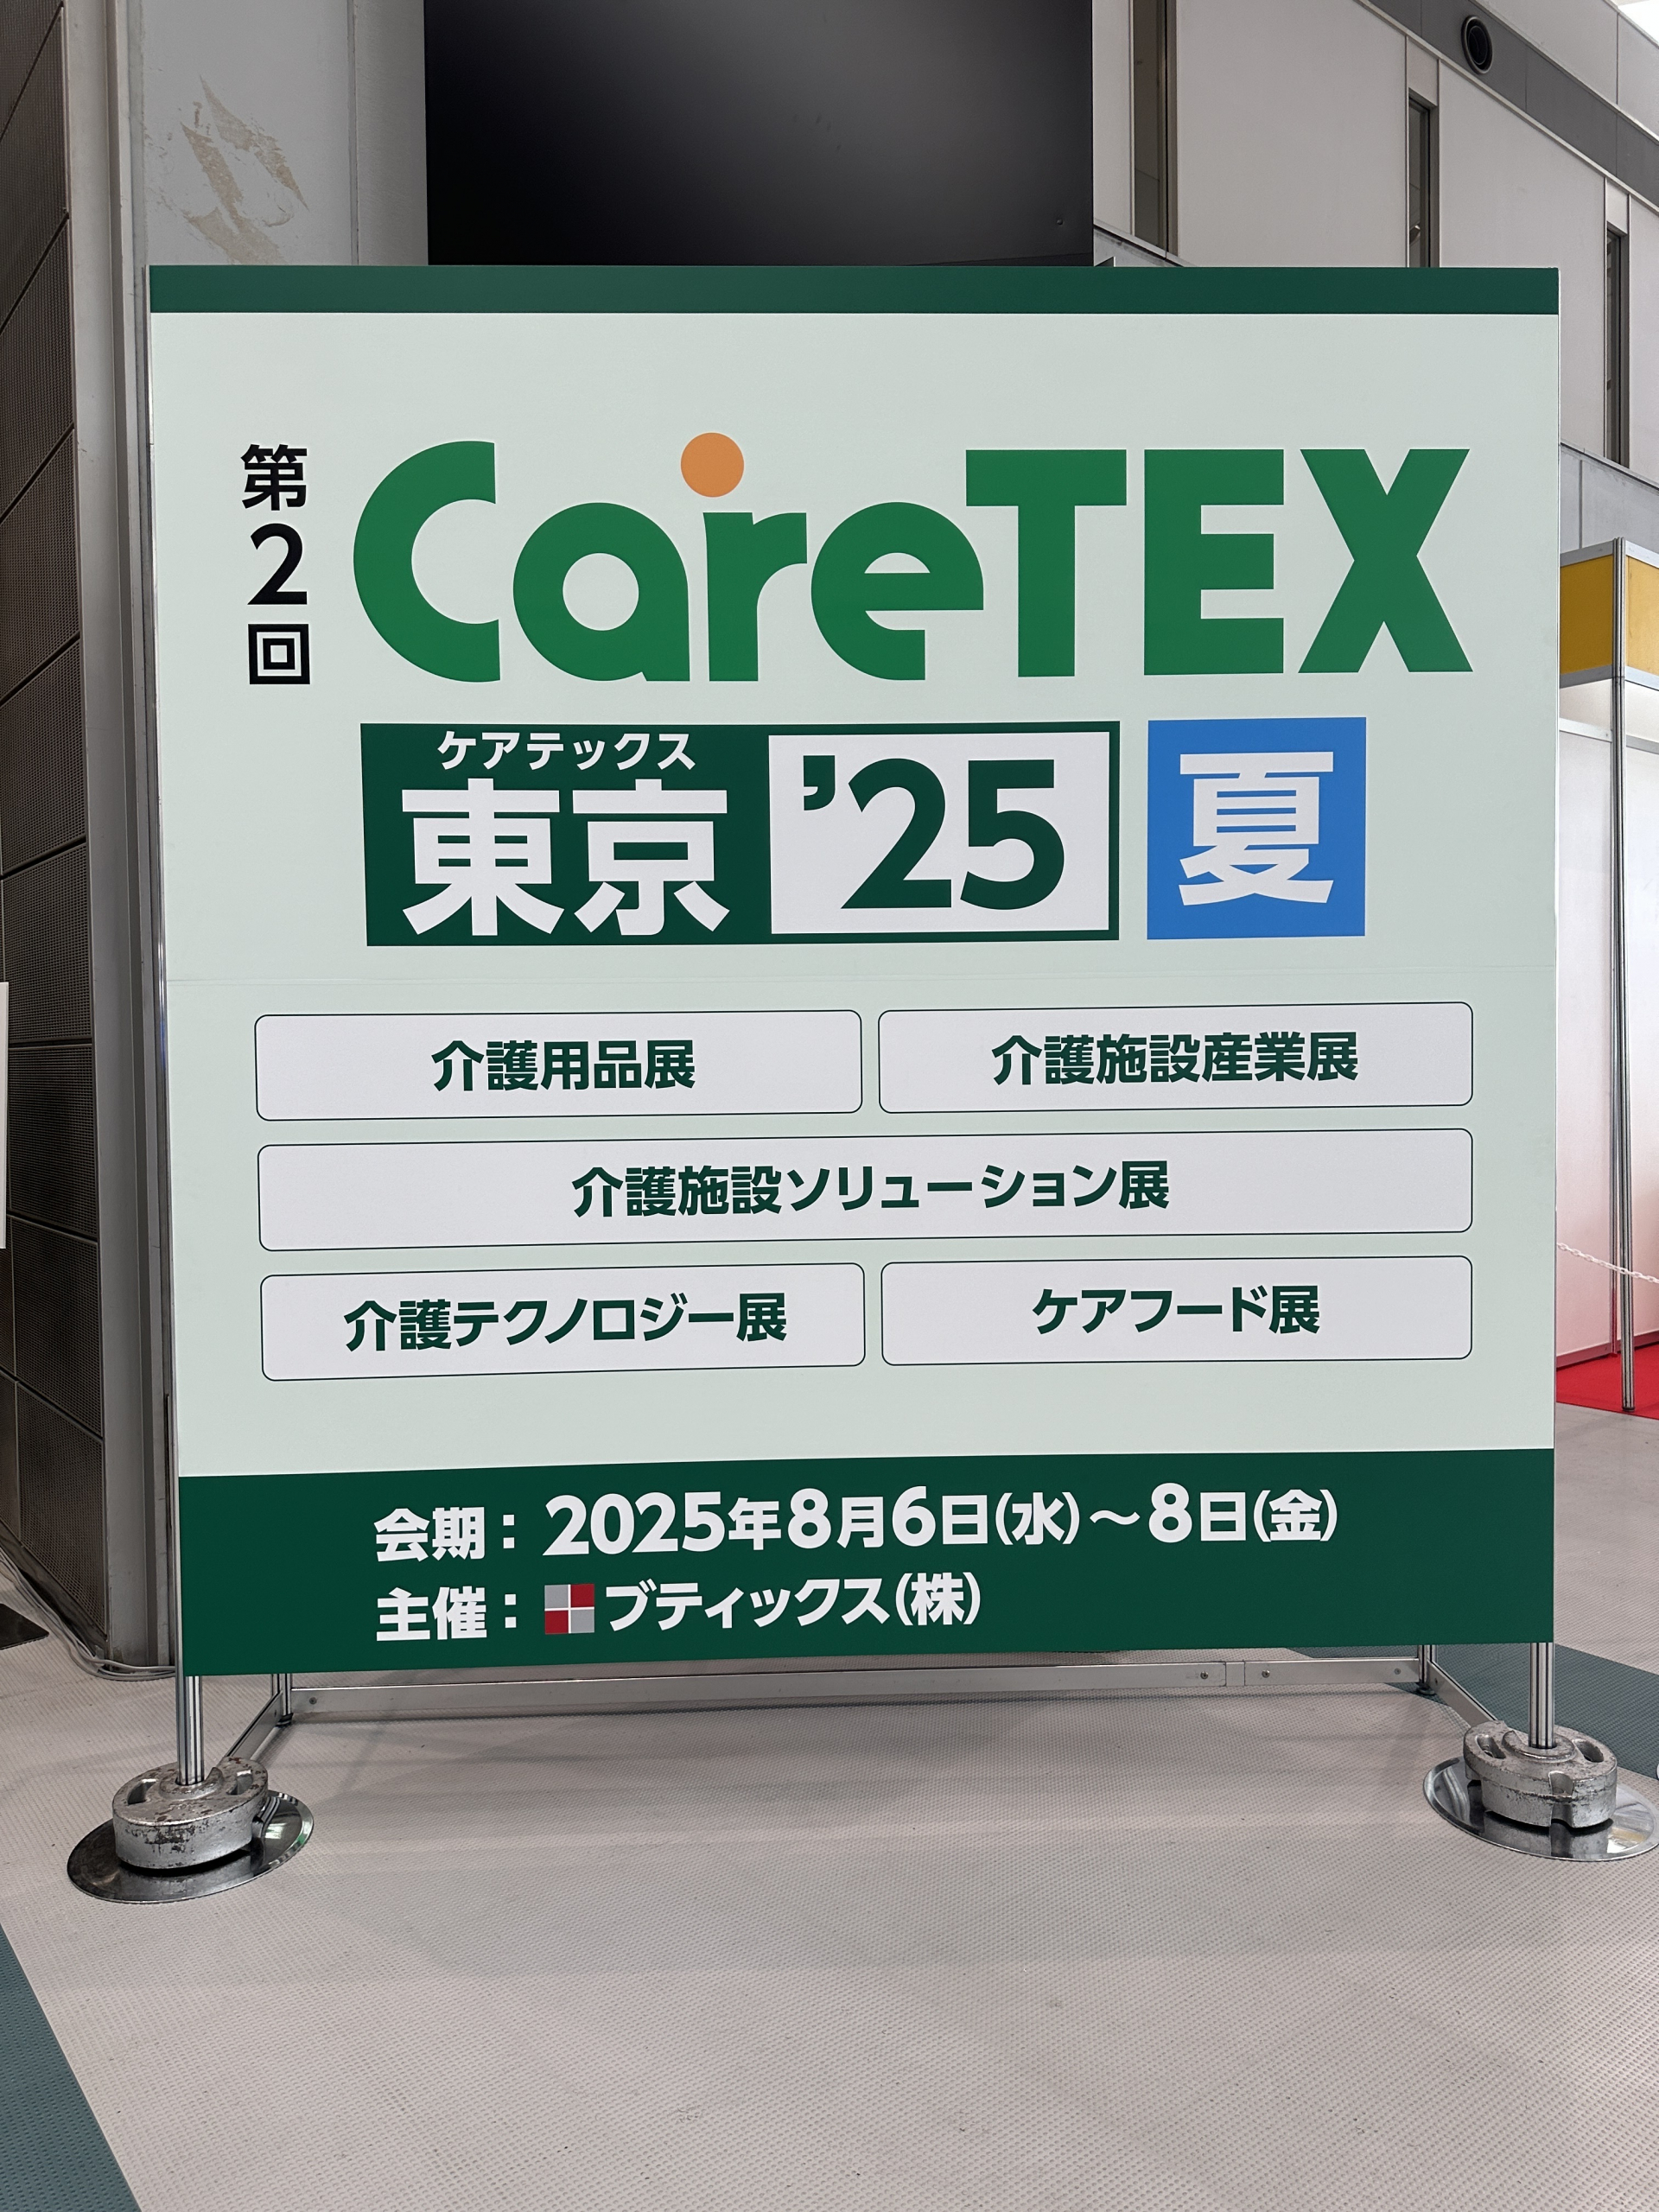 第2回
CareTEX
ケアテックス
東京 ’25 夏
介護用品展
介護施設産業展
介護施設ソリューション展
介護テクノロジー展
ケアフード展
会期：2025年8月6日(水)～8日(金)
主催：ブティックス(株)